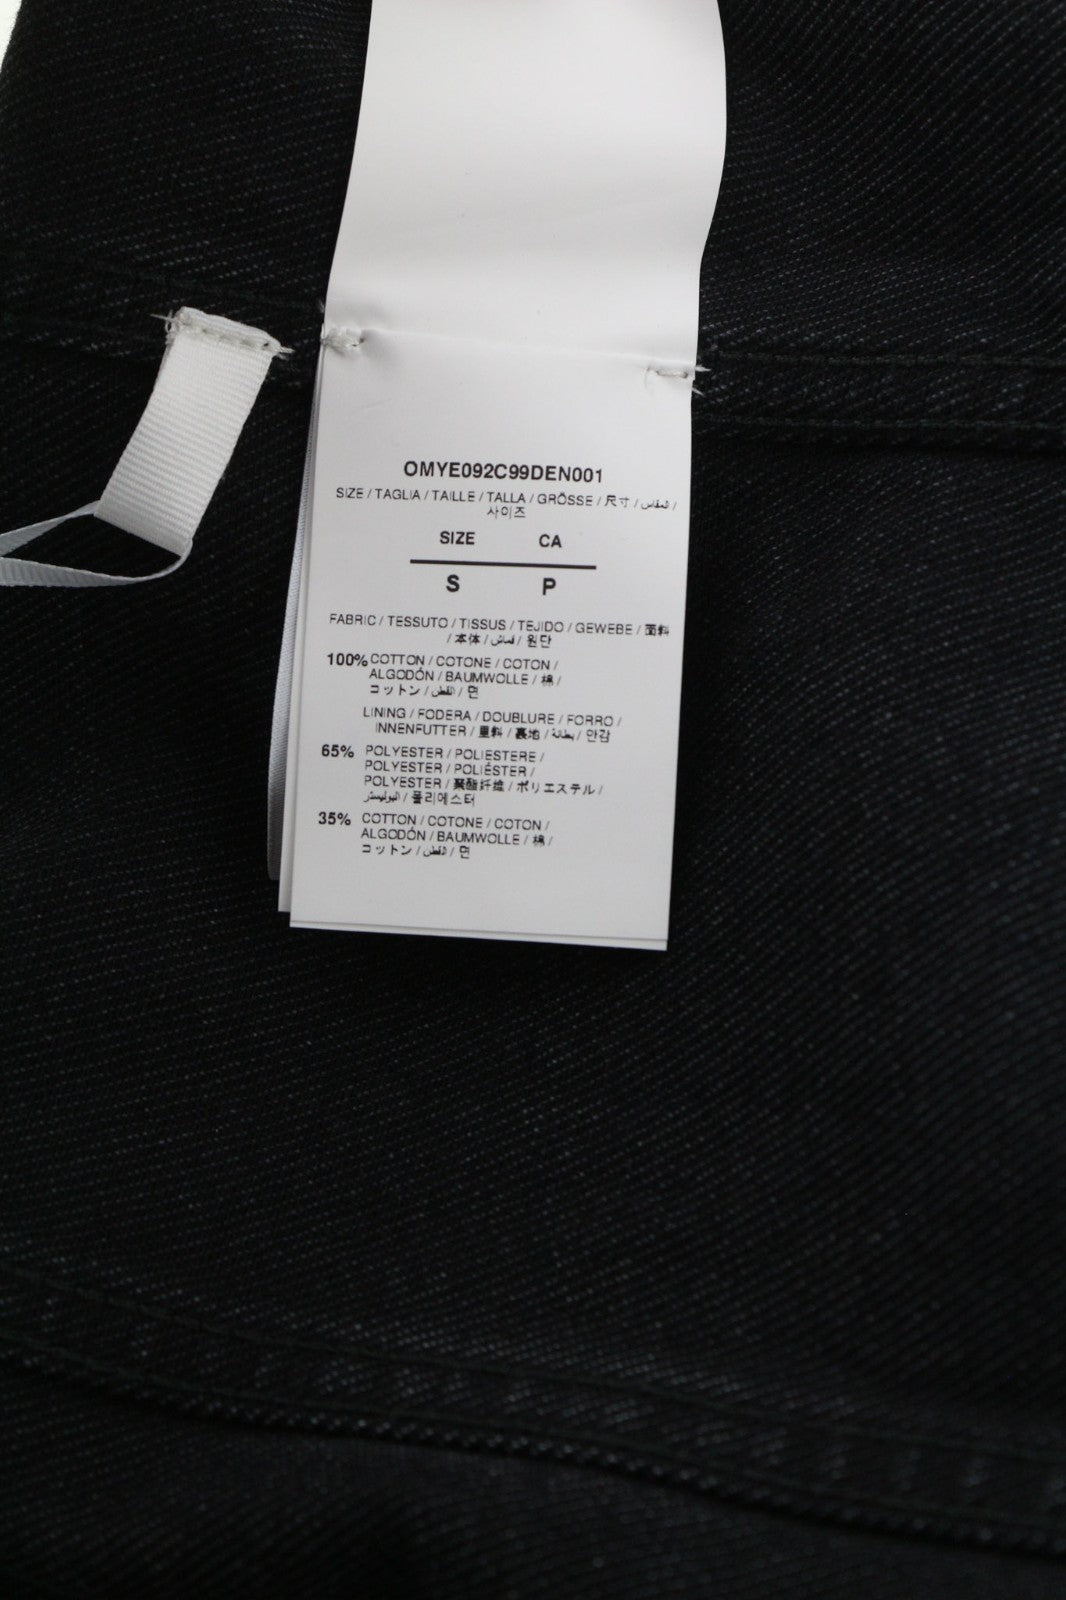 OMYE092C99DEN001
SIZE / TAGLIA / TAILLE / TALLA / GRÖSSE / 尺寸 / المقاس /
사이즈
SIZE CA
S P
FABRIC / TESSUTO / TISSUS / TEJIDO / GEWEBE / 面料
/ 本体 / قماش / 원단
100% COTTON / COTONE / COTON /
ALGODÓN / BAUMWOLLE / 棉 /
コットン / القطن / 면
LINING / FODERA / DOUBLURE / FORRO /
INNENFUTTER / 里料 / 裏地 / بطانة / 안감
65% POLYESTER / POLIESTERE /
POLYESTER / POLIÉSTER /
POLYESTER / 聚酯纤维 / ポリエステル /
البوليستر / 폴리에스터
35% COTTON / COTONE / COTON /
ALGODÓN / BAUMWOLLE / 棉 /
コットン / القطن / 면